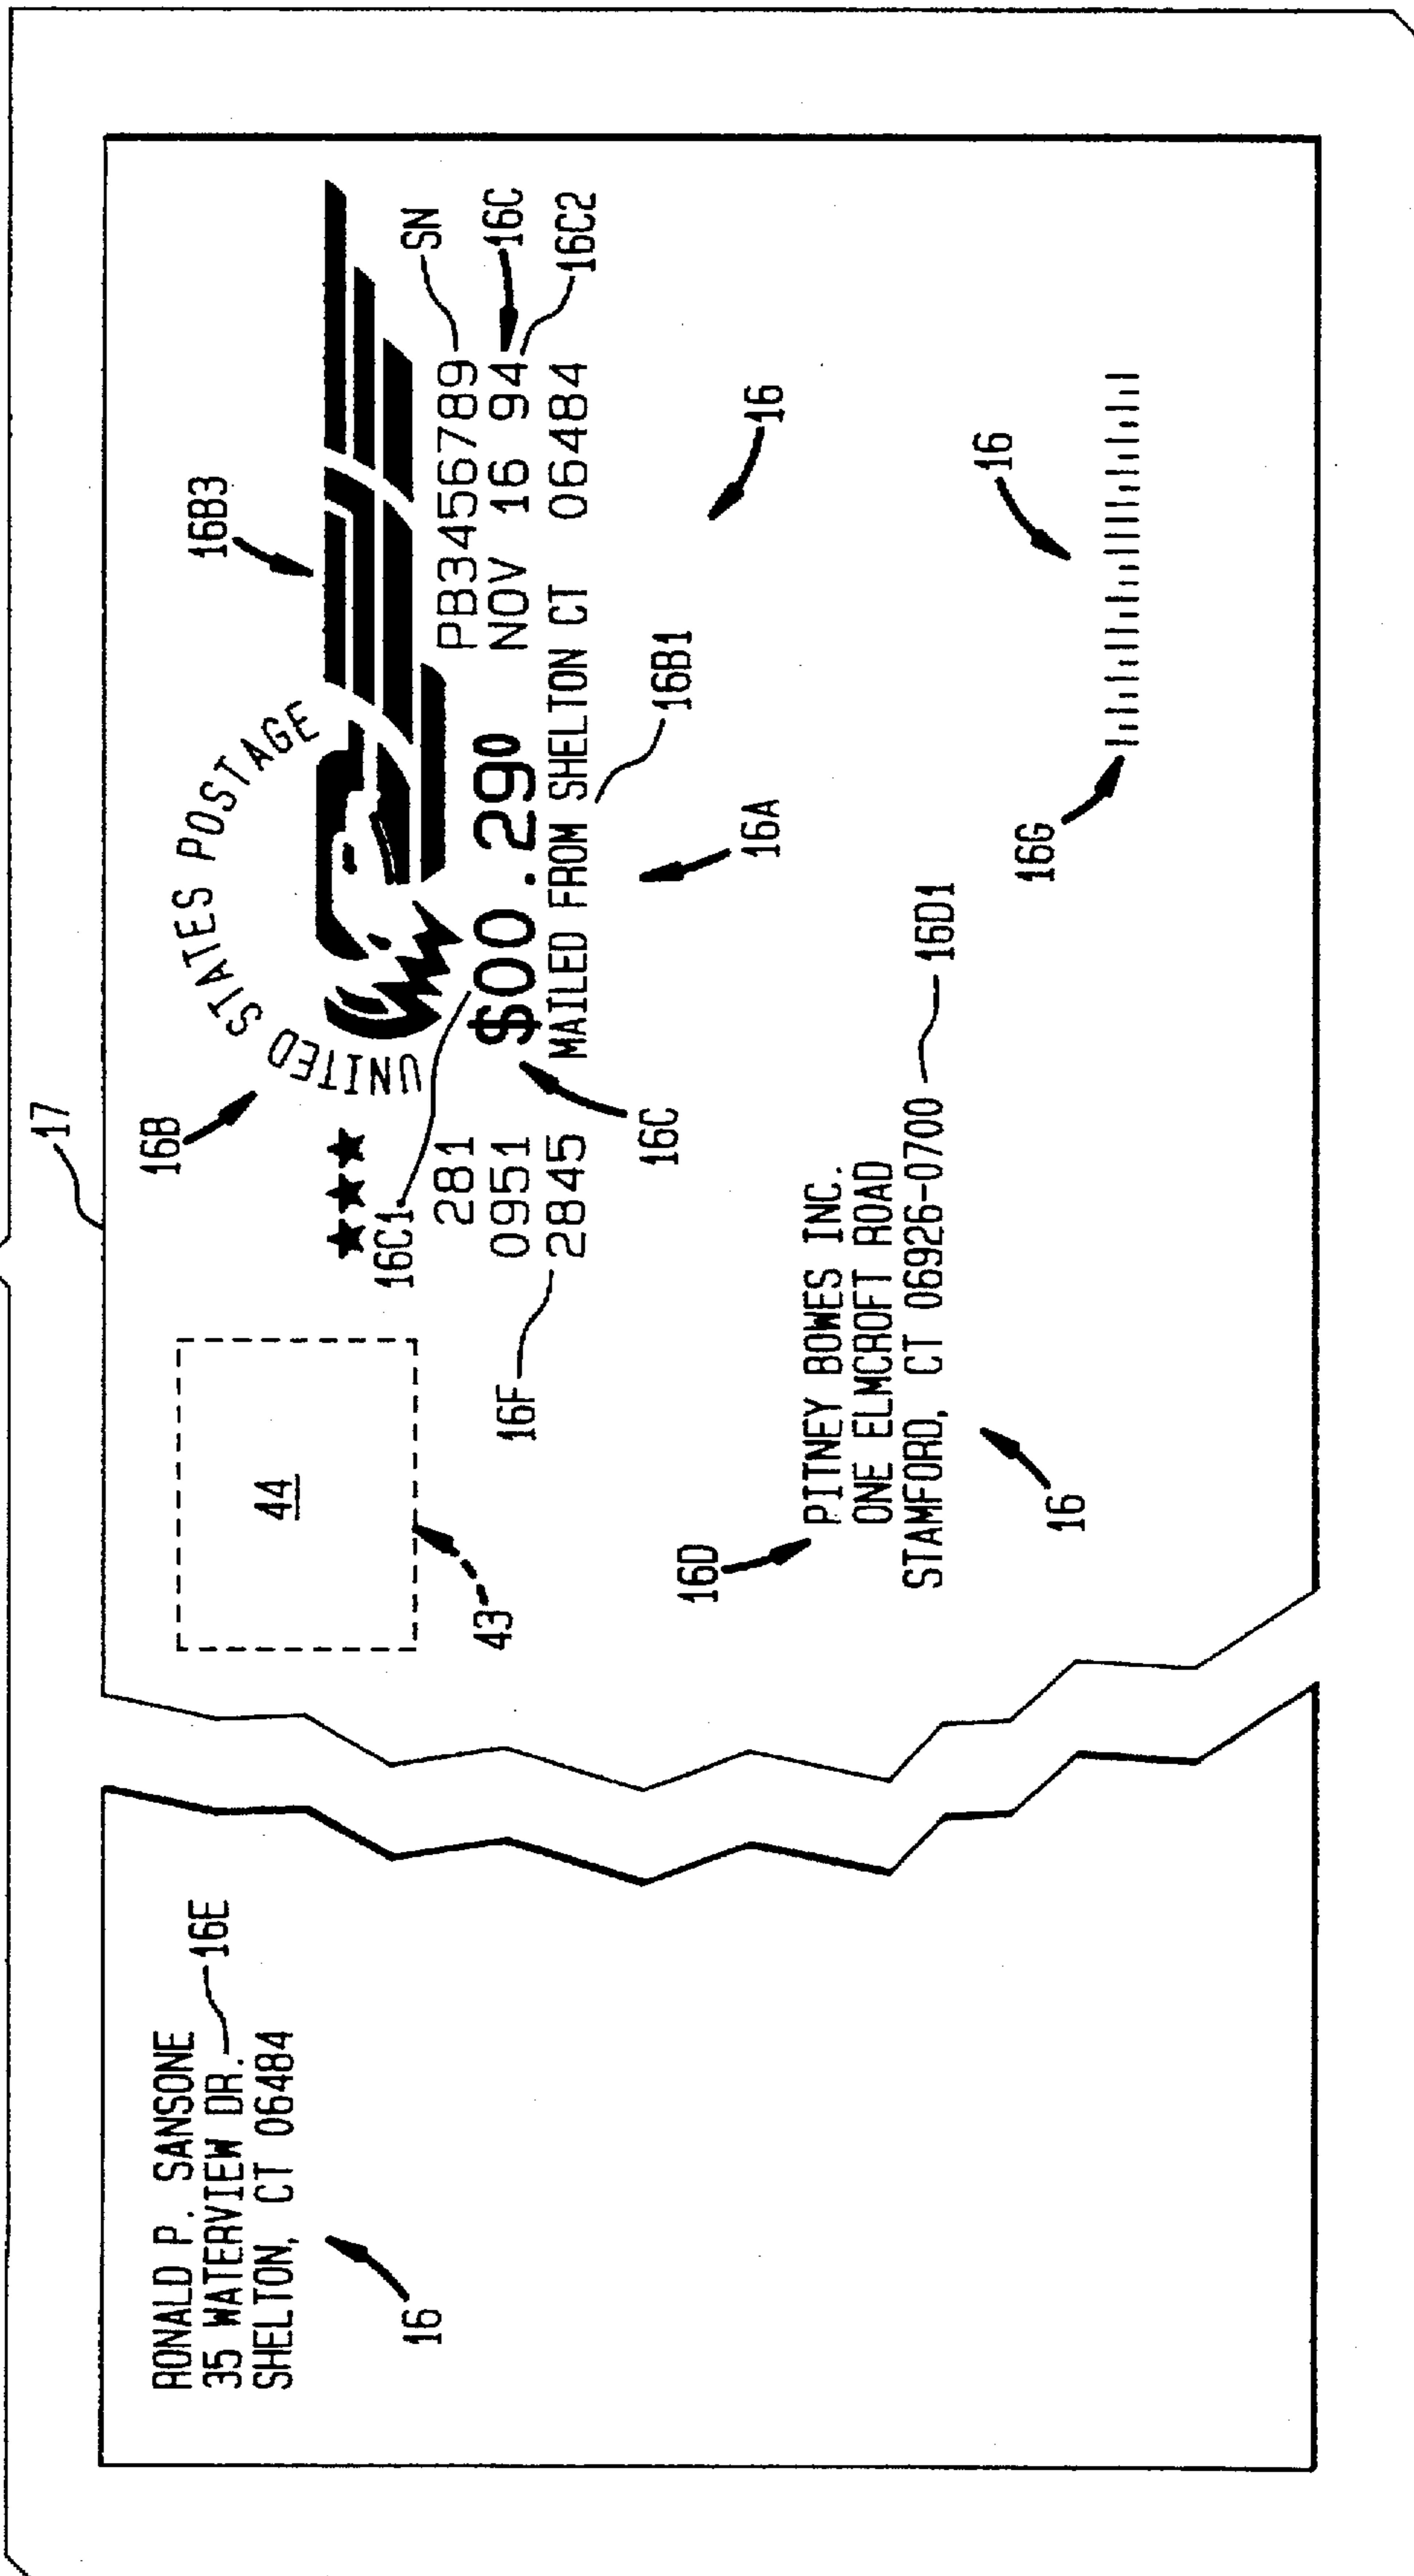 17
RONALD P. SANSONE
35 WATERVIEW DR.
16E
SHELTON, CT 06484
16
44
43
16B
UNITED STATES POSTAGE
16B3
16C1
281
0951
2845
16F
$00.290
PB3456789
SN
NOV 16 94
16C
16C2
MAILED FROM SHELTON CT 06484
16C
16B1
16A
16
16D
PITNEY BOWES INC.
ONE ELMCROFT ROAD
STAMFORD, CT 06926-0700
16D1
16
16G
16